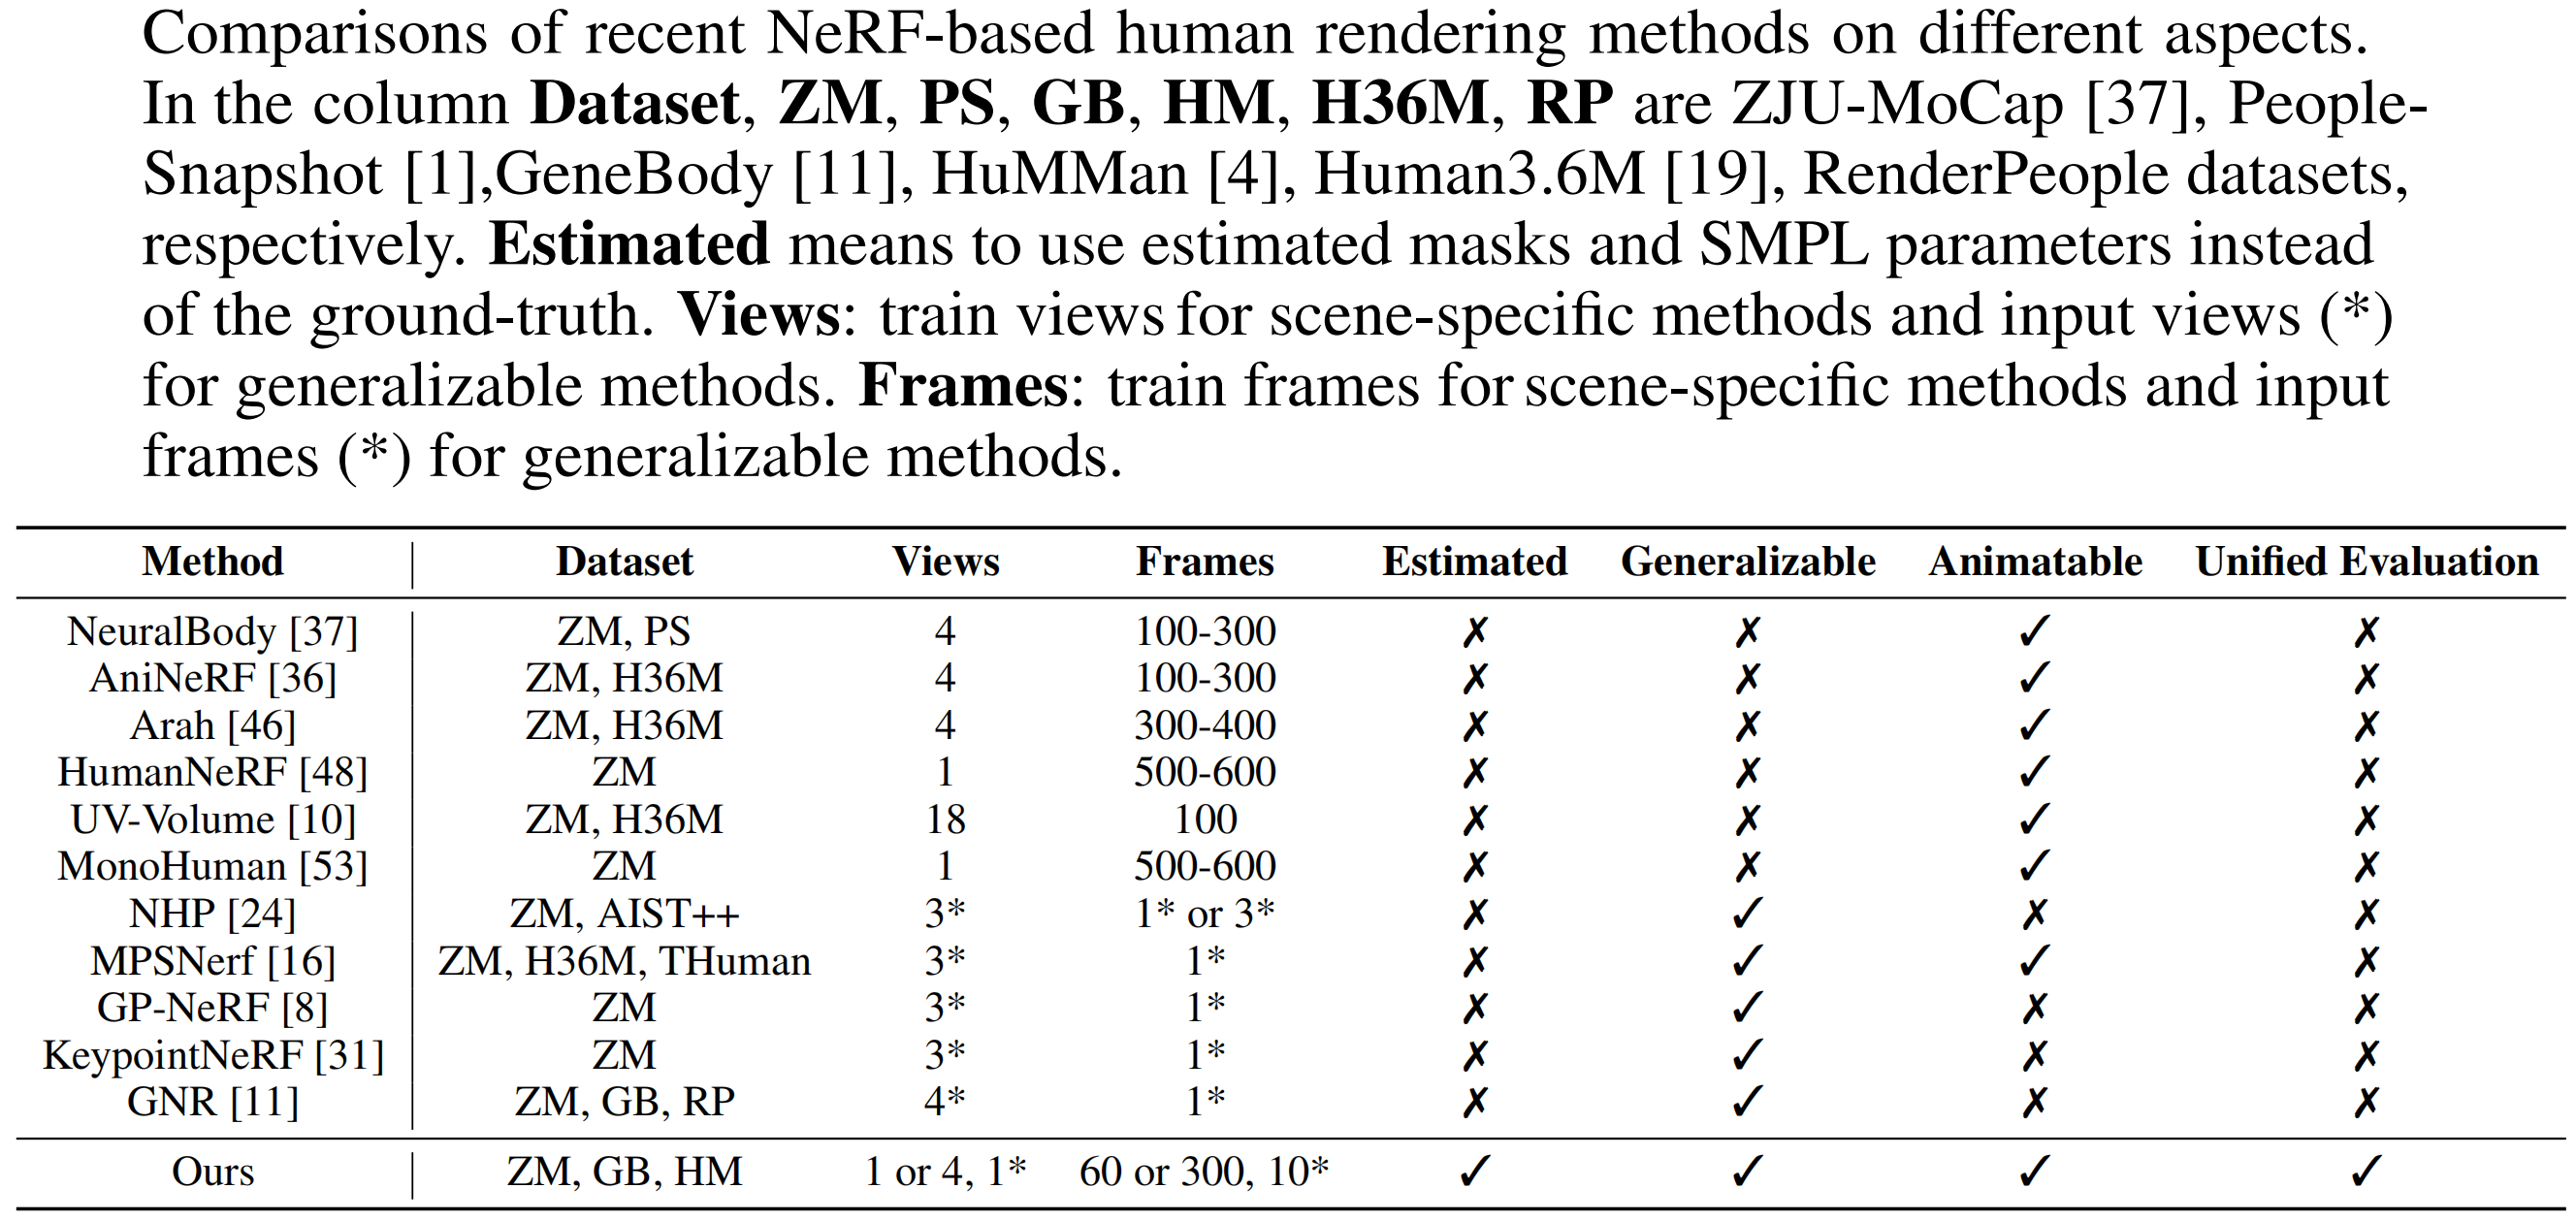 Comparisons of recent NeRF-based human rendering methods on different aspects.
In the column Dataset, ZM, PS, GB, HM, H36M, RP are ZJU-MoCap [37], People-
Snapshot [1],GeneBody [11], HuMMan [4], Human3.6M [19], RenderPeople datasets,
respectively. Estimated means to use estimated masks and SMPL parameters instead
of the ground-truth. Views: train views for scene-specific methods and input views (*)
for generalizable methods. Frames: train frames for scene-specific methods and input
frames (*) for generalizable methods.
Method Dataset Views Frames Estimated Generalizable Animatable Unified Evaluation
NeuralBody [37] ZM, PS 4 100-300 ✗ ✗ ✓ ✗
AniNeRF [36] ZM, H36M 4 100-300 ✗ ✗ ✓ ✗
Arah [46] ZM, H36M 4 300-400 ✗ ✗ ✓ ✗
HumanNeRF [48] ZM 1 500-600 ✗ ✗ ✓ ✗
UV-Volume [10] ZM, H36M 18 100 ✗ ✗ ✓ ✗
MonoHuman [53] ZM 1 500-600 ✗ ✗ ✓ ✗
NHP [24] ZM, AIST++ 3* 1* or 3* ✗ ✓ ✗ ✗
MPSNerf [16] ZM, H36M, THuman 3* 1* ✗ ✓ ✓ ✗
GP-NeRF [8] ZM 3* 1* ✗ ✓ ✗ ✗
KeypointNeRF [31] ZM 3* 1* ✗ ✓ ✗ ✗
GNR [11] ZM, GB, RP 4* 1* ✗ ✓ ✗ ✗
Ours ZM, GB, HM 1 or 4, 1* 60 or 300, 10* ✓ ✓ ✓ ✓